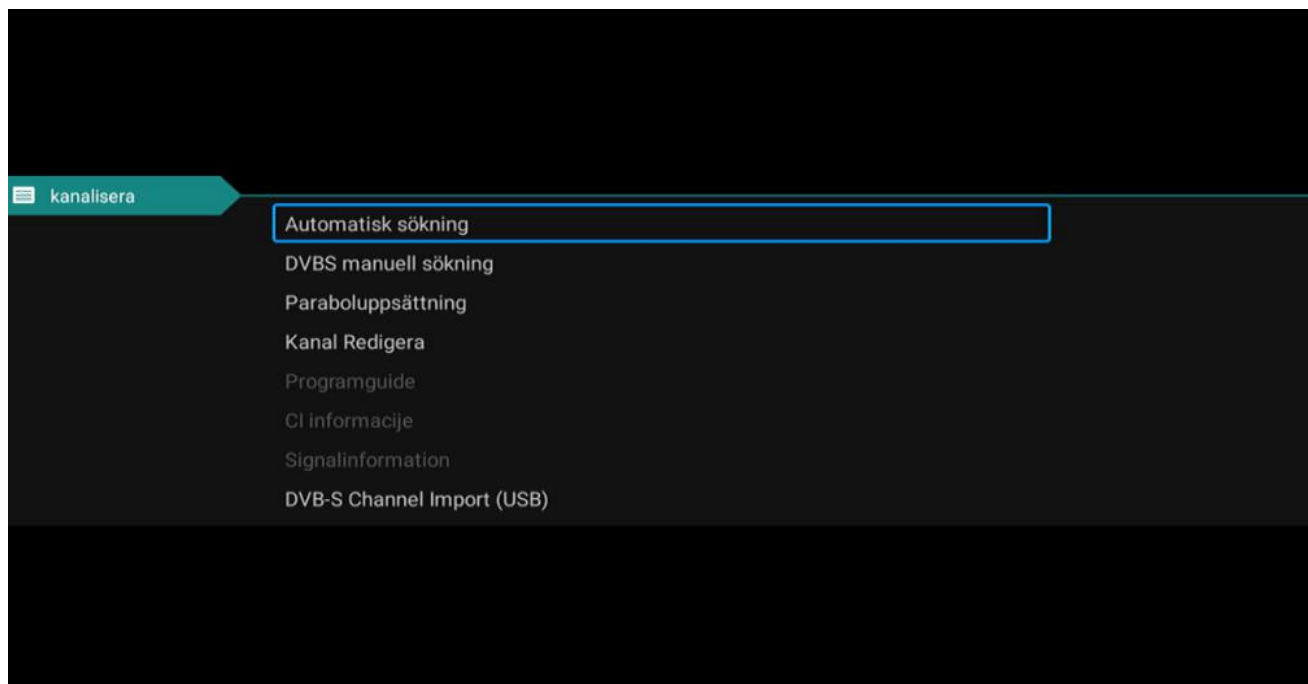 kanalisera
Automatisk sökning
DVBS manuell sökning
Paraboluppsättning
Kanal Redigera
Programguide
CI informacije
Signalinformation
DVB-S Channel Import (USB)